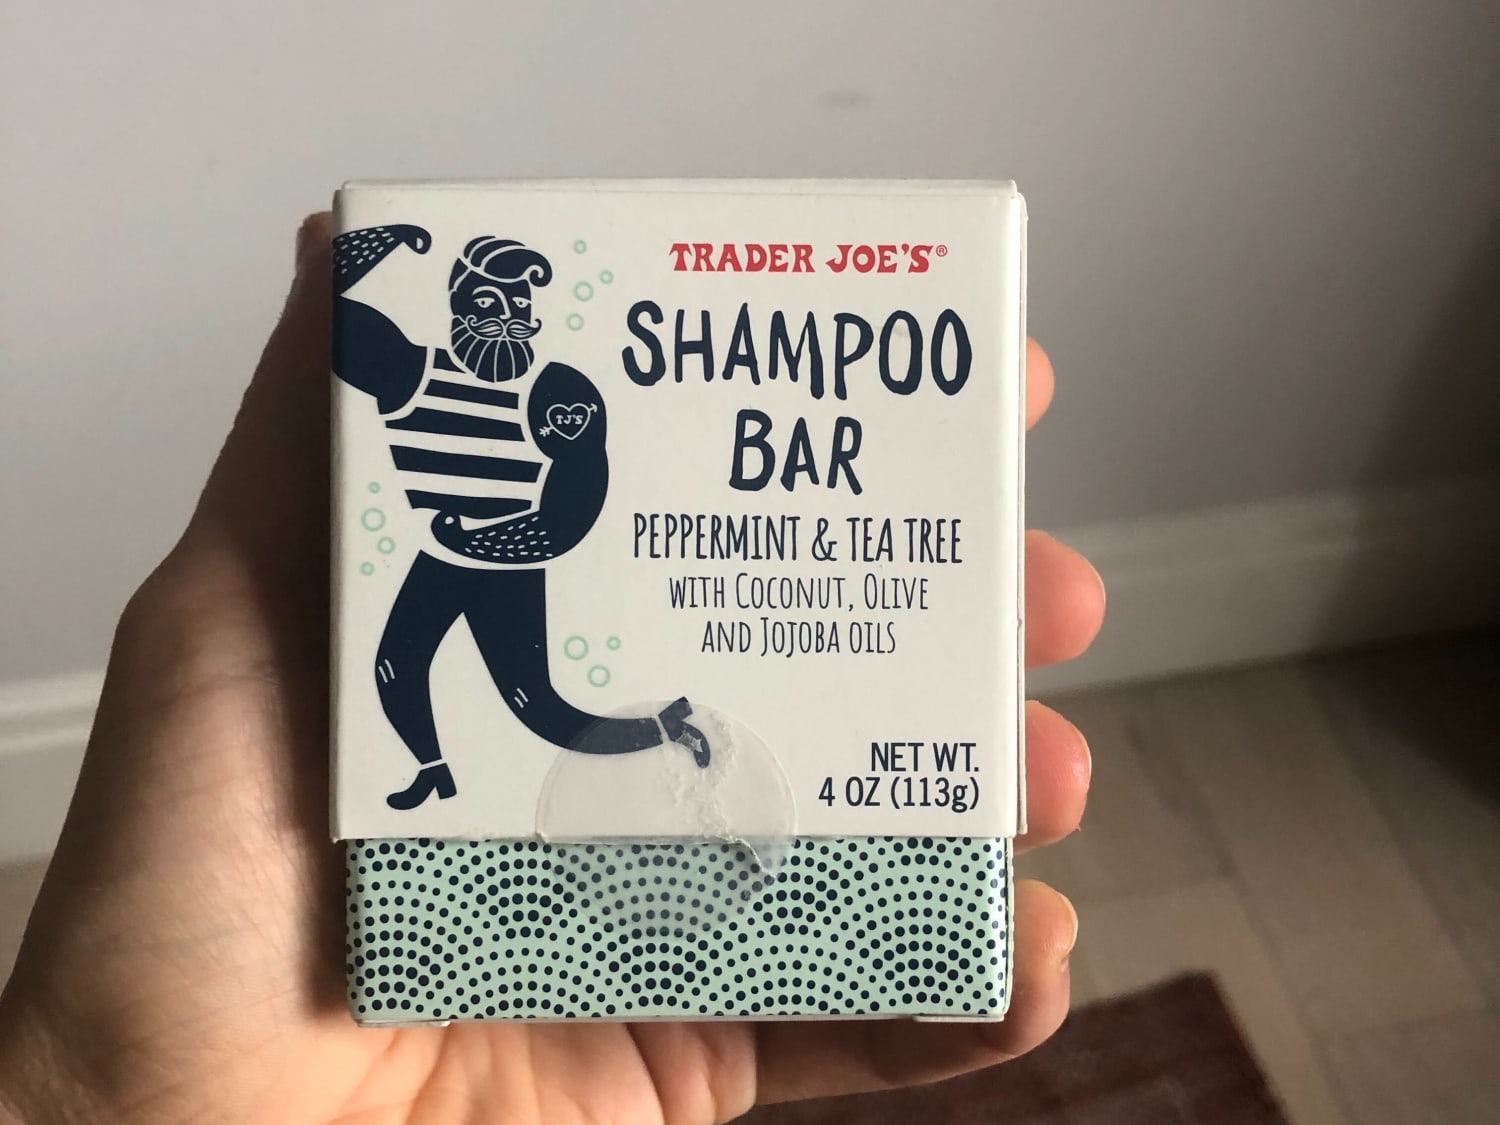 TRADER JOE'S®
SHAMPOO
BAR
PEPPERMINT & TEA TREE
WITH COCONUT, OLIVE
AND JOJOBA OILS
TJ'S
NET WT.
4 OZ (113g)